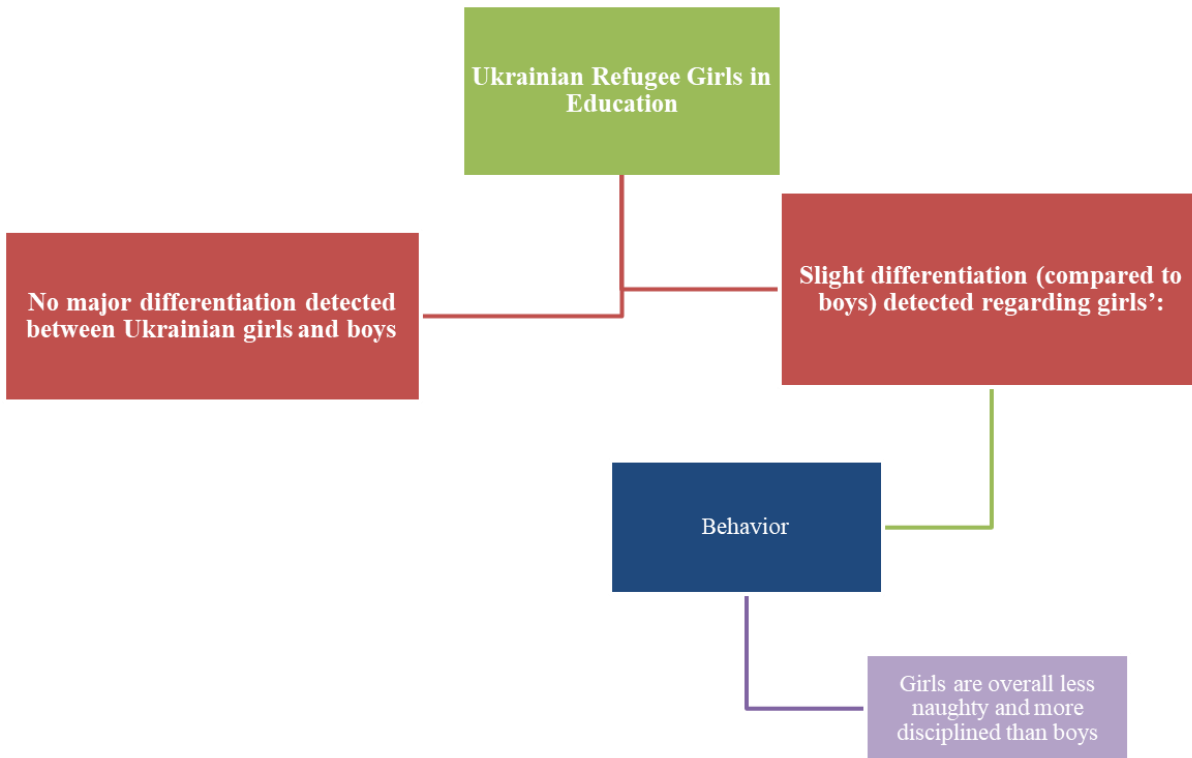 Ukrainian Refugee Girls in
Education
No major differentiation detected
between Ukrainian girls and boys
Slight differentiation (compared to
boys) detected regarding girls’:
Behavior
Girls are overall less
naughty and more
disciplined than boys